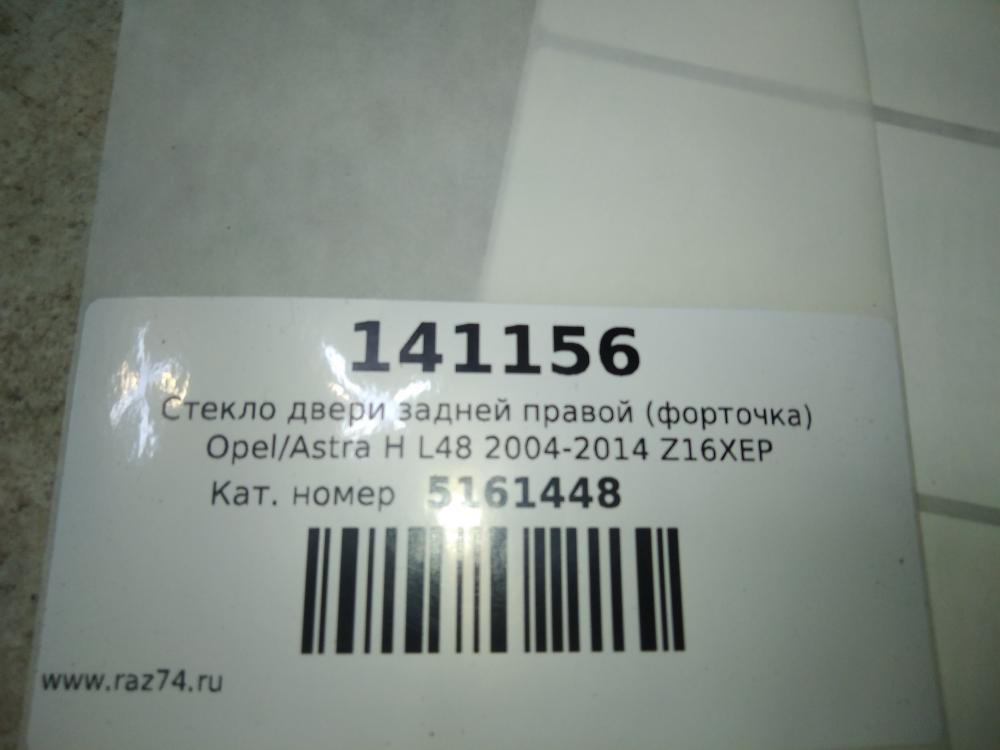 141156
Стекло двери задней правой (форточка)
Opel/Astra H L48 2004-2014 Z16XEP
Кат. номер 5161448
www.raz74.ru